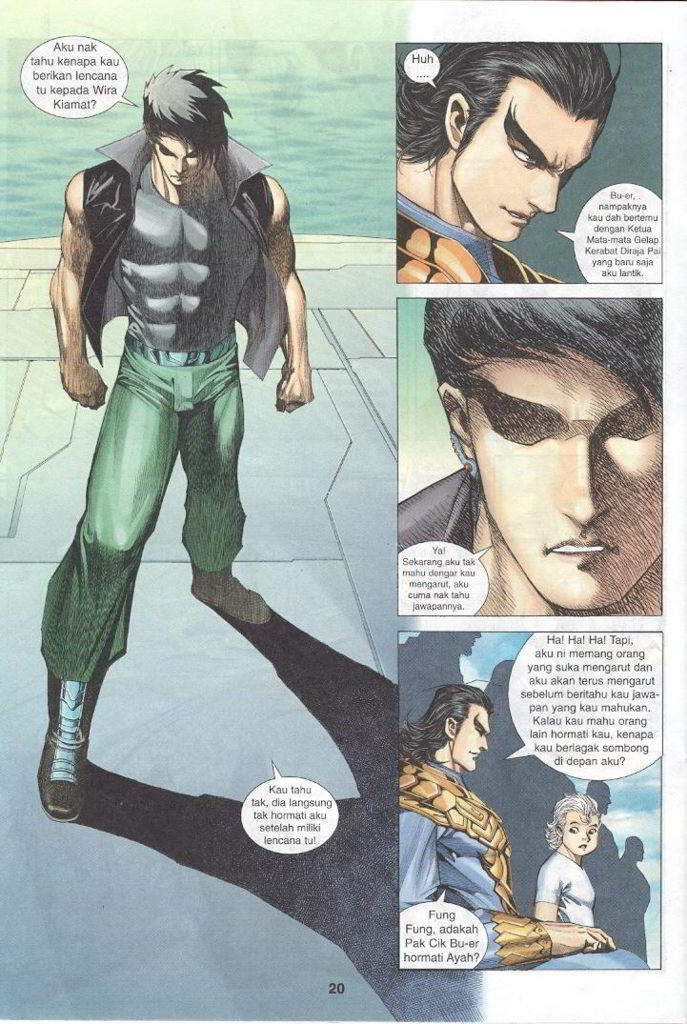 Aku nak
tahu kenapa kau
berikan lencana
tu kepada Wira
Kiamat?
Kau tahu
tak, dia langsung
tak hormati aku
setelah miliki
lencana tu!
Huh
....
Bu-er,
nampaknya
kau dah bertemu
dengan Ketua
Mata-mata Gelap
Kerabat Diraja Pai
yang baru saja
aku lantik.
Ya!
Sekarang aku tak
mahu dengar kau
mengarut, aku
cuma nak tahu
jawapannya.
Ha! Ha! Ha! Tapi,
aku ni memang orang
yang suka mengarut dan
aku akan terus mengarut
sebelum beritahu kau jawa-
pan yang kau mahukan.
Kalau kau mahu orang
lain hormati kau, kenapa
kau berlagak sombong
di depan aku?
Fung
Fung, adakah
Pak Cik Bu-er
hormati Ayah?
20